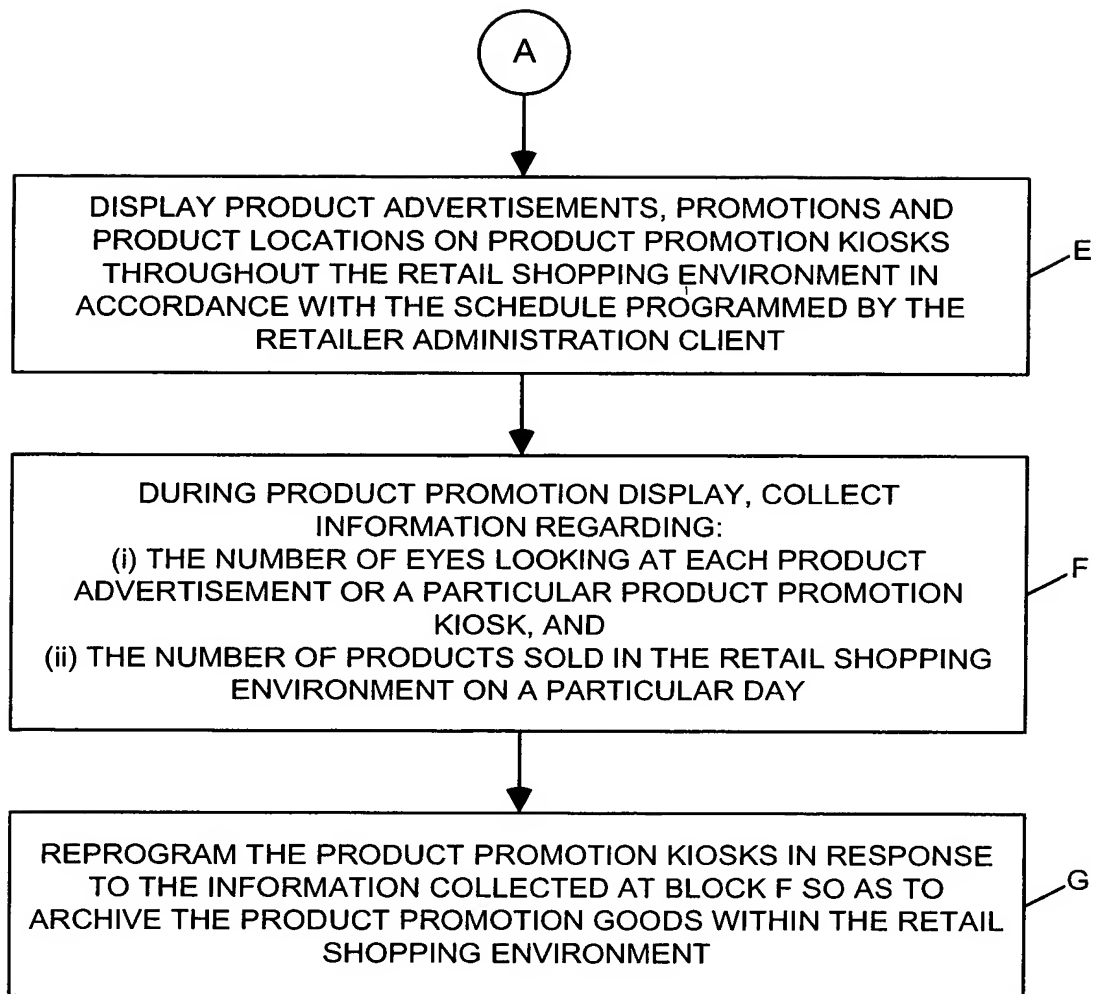 A
DISPLAY PRODUCT ADVERTISEMENTS, PROMOTIONS AND
PRODUCT LOCATIONS ON PRODUCT PROMOTION KIOSKS
THROUGHOUT THE RETAIL SHOPPING ENVIRONMENT IN
ACCORDANCE WITH THE SCHEDULE PROGRAMMED BY THE
RETAILER ADMINISTRATION CLIENT
E
DURING PRODUCT PROMOTION DISPLAY, COLLECT
INFORMATION REGARDING:
(i) THE NUMBER OF EYES LOOKING AT EACH PRODUCT
ADVERTISEMENT OR A PARTICULAR PRODUCT PROMOTION
KIOSK, AND
(ii) THE NUMBER OF PRODUCTS SOLD IN THE RETAIL SHOPPING
ENVIRONMENT ON A PARTICULAR DAY
F
REPROGRAM THE PRODUCT PROMOTION KIOSKS IN RESPONSE
TO THE INFORMATION COLLECTED AT BLOCK F SO AS TO
ARCHIVE THE PRODUCT PROMOTION GOODS WITHIN THE RETAIL
SHOPPING ENVIRONMENT
G